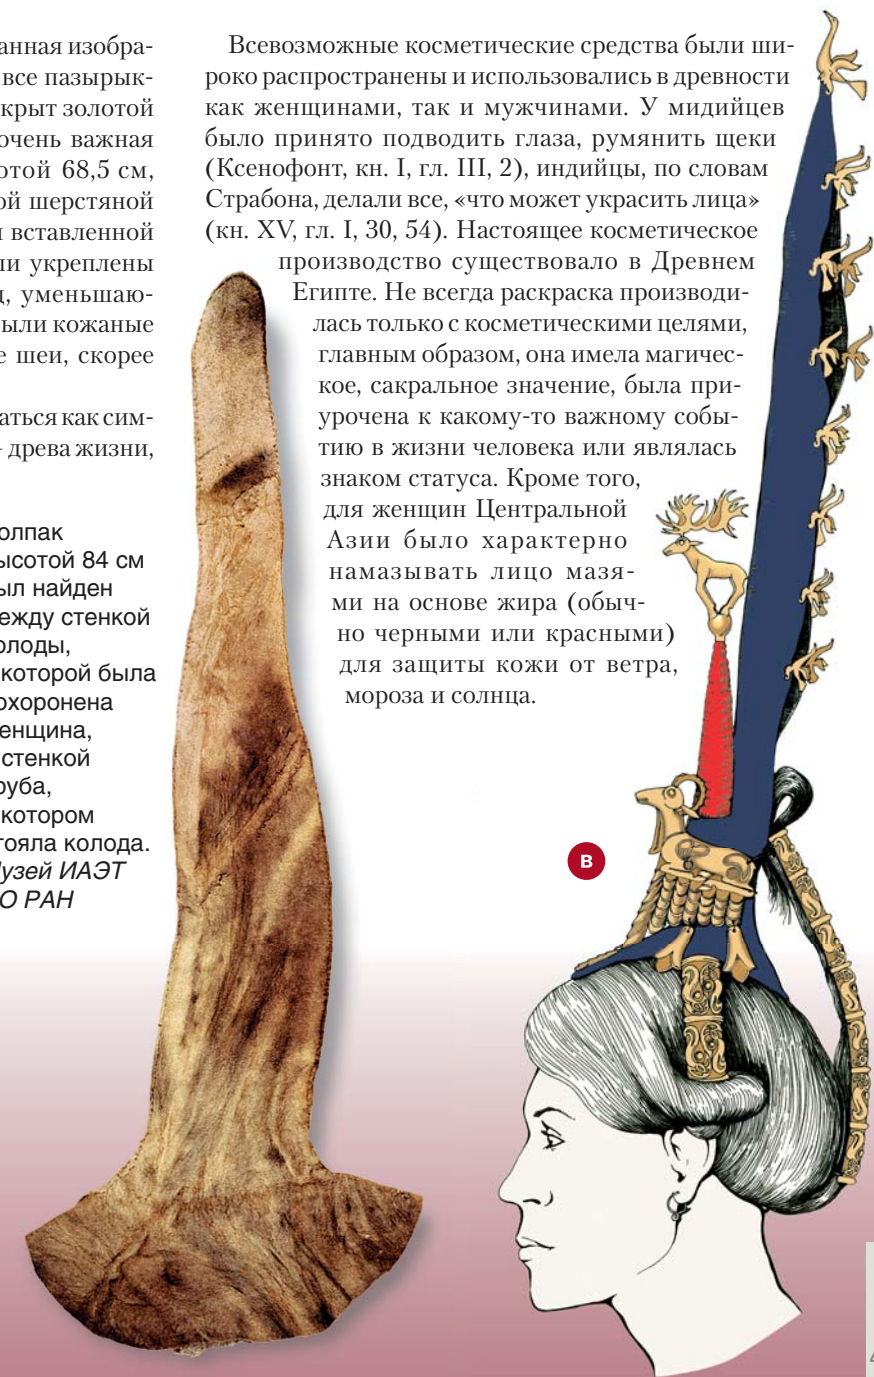 анная изобра-
все пазырык-
крыт золотой
очень важная
отой 68,5 см,
ой шерстяной
вставленной
ли укреплены
д, уменьшаю-
ыли кожаные
е шеи, скорее
аться как сим-
- древа жизни,
олпак
ысотой 84 см
ыл найден
ежду стенкой
олоды,
которой была
охоронена
енщина,
стенкой
руба,
котором
тояла колода.
Музей ИАЭТ
О РАН
Всевозможные косметические средства были ши-
роко распространены и использовались в древности
как женщинами, так и мужчинами. У мидийцев
было принято подводить глаза, румянить щеки
(Ксенофонт, кн. I, гл. III, 2), индийцы, по словам
Страбона, делали все, «что может украсить лица»
(кн. XV, гл. I, 30, 54). Настоящее косметическое
производство существовало в Древнем
Египте. Не всегда раскраска производи-
лась только с косметическими целями,
главным образом, она имела магичес-
кое, сакральное значение, была при-
урочена к какому-то важному собы-
тию в жизни человека или являлась
знаком статуса. Кроме того,
для женщин Центральной
Азии было характерно
намазывать лицо мазя-
ми на основе жира (обыч-
но черными или красными)
для защиты кожи от ветра,
мороза и солнца.
В